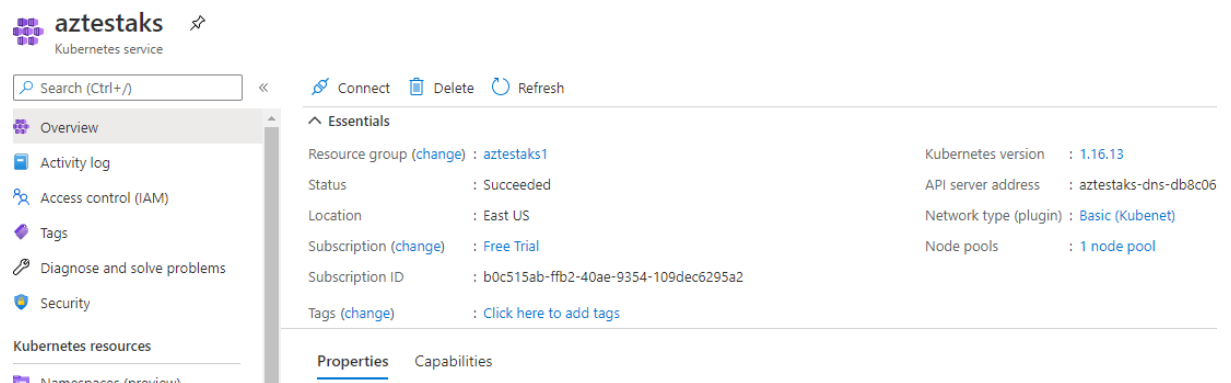 aztestaks
Kubernetes service
Search (Ctrl+/)
«
Connect
Delete
Refresh
Overview
Activity log
Access control (IAM)
Tags
Diagnose and solve problems
Security
Kubernetes resources
Namespaces (preview)
Essentials
Resource group (change) : aztestaks1
Status : Succeeded
Location : East US
Subscription (change) : Free Trial
Subscription ID : b0c515ab-ffb2-40ae-9354-109dec6295a2
Tags (change) : Click here to add tags
Kubernetes version : 1.16.13
API server address : aztestaks-dns-db8c06
Network type (plugin) : Basic (Kubenet)
Node pools : 1 node pool
Properties
Capabilities